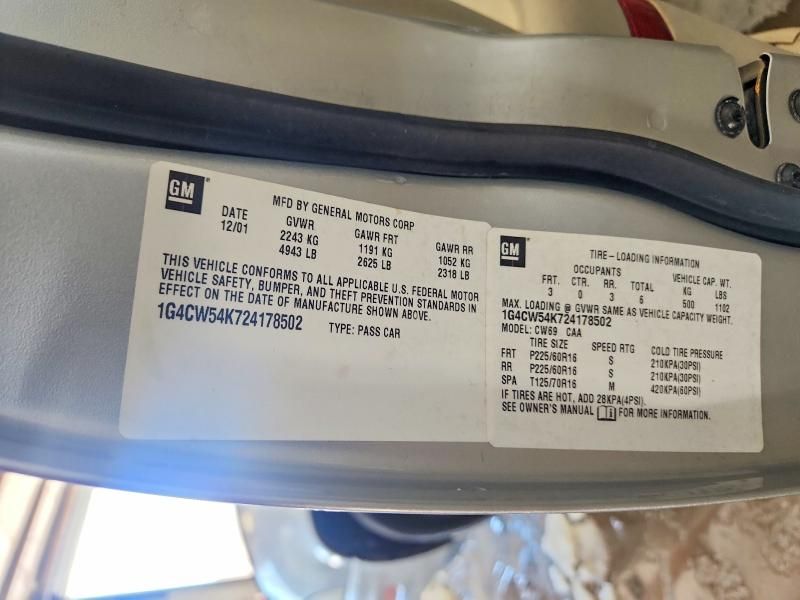 GM
MFD BY GENERAL MOTORS CORP
DATE GVWR GAWR FRT GAWR RR
12/01 2243 KG 1191 KG 1052 KG
4943 LB 2625 LB 2318 LB
THIS VEHICLE CONFORMS TO ALL APPLICABLE U.S. FEDERAL MOTOR
VEHICLE SAFETY, BUMPER, AND THEFT PREVENTION STANDARDS IN
EFFECT ON THE DATE OF MANUFACTURE SHOWN ABOVE.
1G4CW54K724178502 TYPE: PASS CAR
GM
TIRE-LOADING INFORMATION
OCCUPANTS VEHICLE CAP. WT.
FRT. CTR. RR. TOTAL KG LBS
3 0 3 6 500 1102
MAX. LOADING @ GVWR SAME AS VEHICLE CAPACITY WEIGHT.
1G4CW54K724178502
MODEL: CW69 CAA
TIRE SIZE SPEED RTG COLD TIRE PRESSURE
FRT P225/60R16 S 210KPA(30PSI)
RR P225/60R16 S 210KPA(30PSI)
SPA T125/70R16 M 420KPA(60PSI)
IF TIRES ARE HOT, ADD 28KPA(4PSI).
SEE OWNER'S MANUAL FOR MORE INFORMATION.